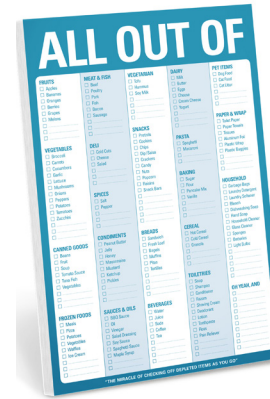 ALL OUT OF
FRUITS
Apples
Bananas
Oranges
Berries
Grapes
Melons
VEGETABLES
Broccoli
Carrots
Cucumbers
Garlic
Lettuce
Mushrooms
Onions
Peppers
Potatoes
Tomatoes
Zucchini
CANNED GOODS
Beans
Fruit
Soup
Tomato Sauce
Tuna Fish
Vegetables
FROZEN FOODS
Meals
Pizza
Potatoes
Vegetables
Waffles
Ice Cream
MEAT & FISH
Beef
Poultry
Pork
Fish
Bacon
Sausage
DELI
Cold Cuts
Cheese
Salad
SPICES
Salt
Pepper
CONDIMENTS
Peanut Butter
Jelly
Honey
Mayonnaise
Mustard
Ketchup
Pickles
SAUCES & OILS
BBQ Sauce
Oil
Vinegar
Salad Dressing
Soy Sauce
Spaghetti Sauce
Maple Syrup
VEGETARIAN
Tofu
Hummus
Soy Milk
SNACKS
Pretzels
Cookies
Chips
Dip/Salsa
Crackers
Candy
Nuts
Popcorn
Raisins
Snack Bars
BREADS
Sandwich
Fresh Loaf
Bagels
Muffins
Pitas
Tortillas
BEVERAGES
Water
Juice
Soda
Coffee
Tea
DAIRY
Milk
Butter
Eggs
Cheese
Cream Cheese
Yogurt
PASTA
Spaghetti
Macaroni
BAKING
Sugar
Flour
Pancake Mix
Vanilla
CEREAL
Hot Cereal
Cold Cereal
Granola
TOILETRIES
Soap
Shampoo
Conditioner
Razors
Shaving Cream
Deodorant
Lotion
Toothpaste
Floss
Pain Reliever
PET ITEMS
Dog Food
Cat Food
Cat Litter
PAPER & WRAP
Toilet Paper
Paper Towels
Tissues
Aluminum Foil
Plastic Wrap
Plastic Baggies
HOUSEHOLD
Garbage Bags
Laundry Detergent
Laundry Softener
Bleach
Dishwashing Soap
Hand Soap
Household Cleaner
Glass Cleaner
Sponges
Batteries
Light Bulbs
OH YEAH, AND
"THE MIRACLE OF CHECKING OFF DEPLETED ITEMS AS YOU GO"